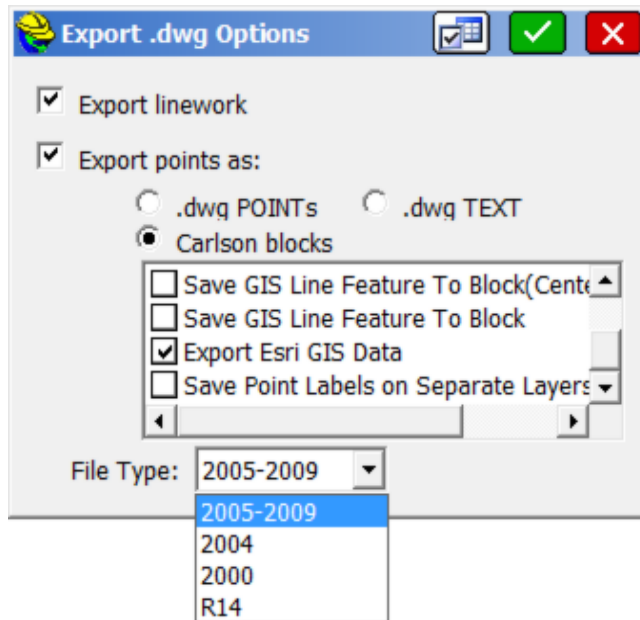 Export .dwg Options
Export linework
Export points as:
.dwg POINTs .dwg TEXT
Carlson blocks
Save GIS Line Feature To Block(Cente
Save GIS Line Feature To Block
Export Esri GIS Data
Save Point Labels on Separate Layers
File Type: 2005-2009
2005-2009
2004
2000
R14